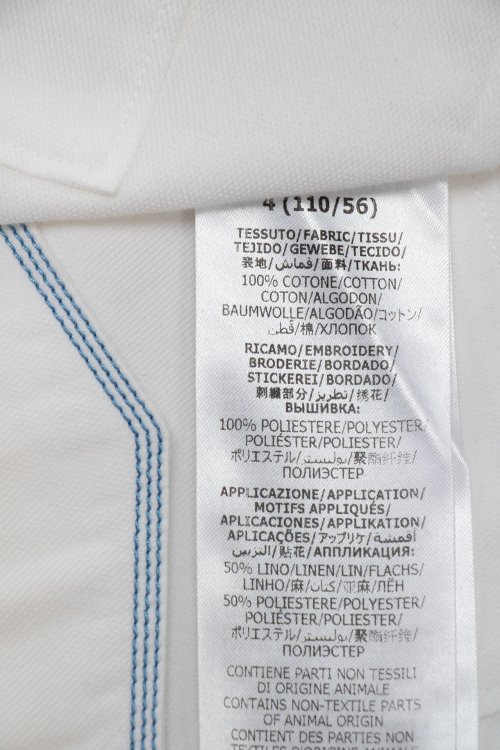 4 (110/56)
TESSUTO/FABRIC/TISSU/
TEJIDO/GEWEBE/TECIDO/
表地/قماش/面料/ТКАНЬ:
100% COTONE/COTTON/
COTON/ALGODON/
BAUMWOLLE/ALGODÃO/コットン/
قطن/棉/ХЛОПОК
RICAMO/EMBROIDERY/
BRODERIE/BORDADO/
STICKEREI/BORDADO/
刺繍部分/تطريز/绣花/
ВЫШИВКА:
100% POLIESTERE/POLYESTER/
POLIÉSTER/POLIESTER/
ポリエステル/بوليستر/聚酯纤维/
ПОЛИЭСТЕР
APPLICAZIONE/APPLICATION/
MOTIFS APPLIQUÉS/
APLICACIONES/APPLIKATION/
APLICAÇÕES/アップリケ/أقمشة
التزيين/貼花/АППЛИКАЦИЯ:
50% LINO/LINEN/LIN/FLACHS/
LINHO/麻/كتان/亚麻/ЛЁН
50% POLIESTERE/POLYESTER/
POLIÉSTER/POLIESTER/
ポリエステル/بوليستر/聚酯纤维/
ПОЛИЭСТЕР
CONTIENE PARTI NON TESSILI
DI ORIGINE ANIMALE
CONTAINS NON-TEXTILE PARTS
OF ANIMAL ORIGIN
CONTIENT DES PARTIES NON
TEXTILES D'ORIGINE ANIMALE